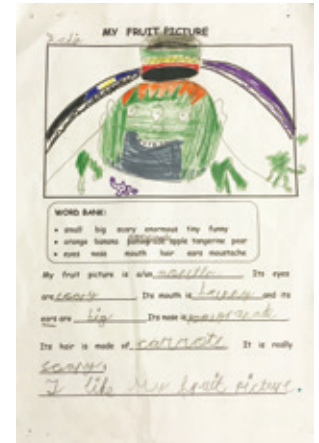 MY FRUIT PICTURE
WORD BANK:
• small big scary enormous tiny funny
• orange banana apple tangerine pear
• eyes nose mouth hair ears moustache
My fruit picture is a/an Its eyes
are scary. Its mouth is and its
ears are big Its nose is
Its hair is made of carrots. It is really
scary.
I like my fruit picture.